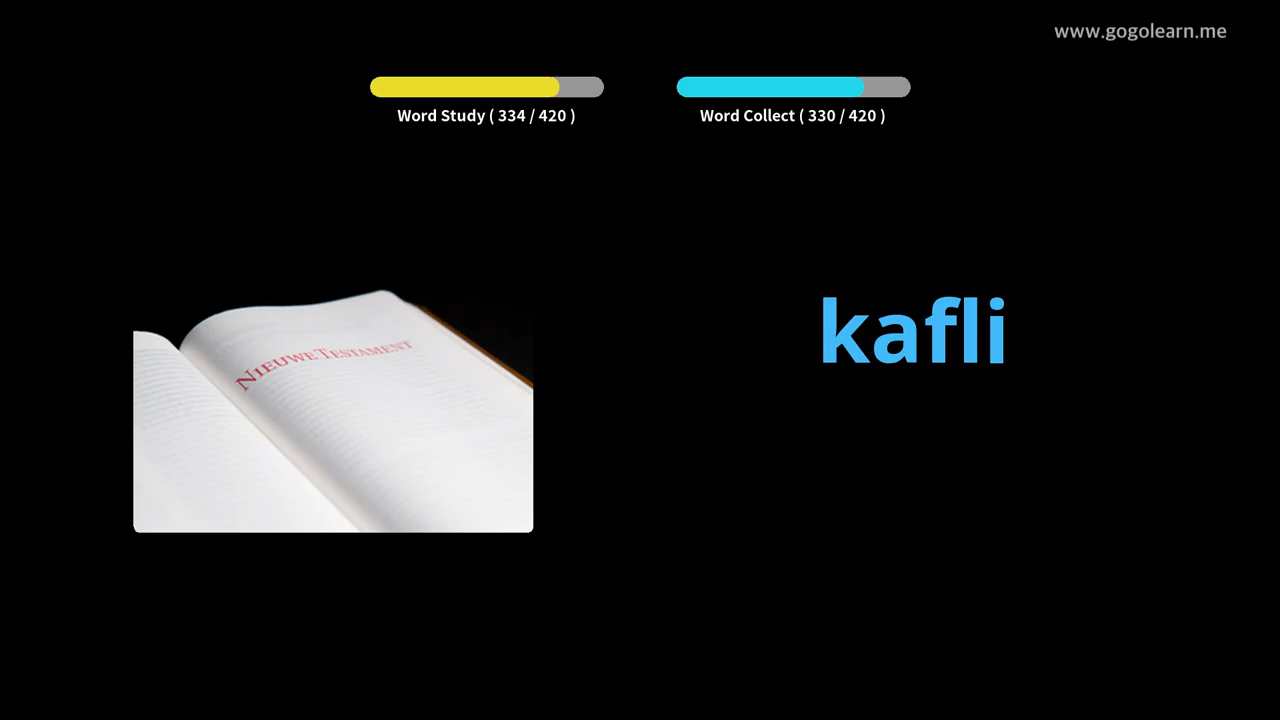 www.gogolearn.me
Word Study ( 334 / 420 )
Word Collect ( 330 / 420 )
NIEUWE TESTAMENT
kafli